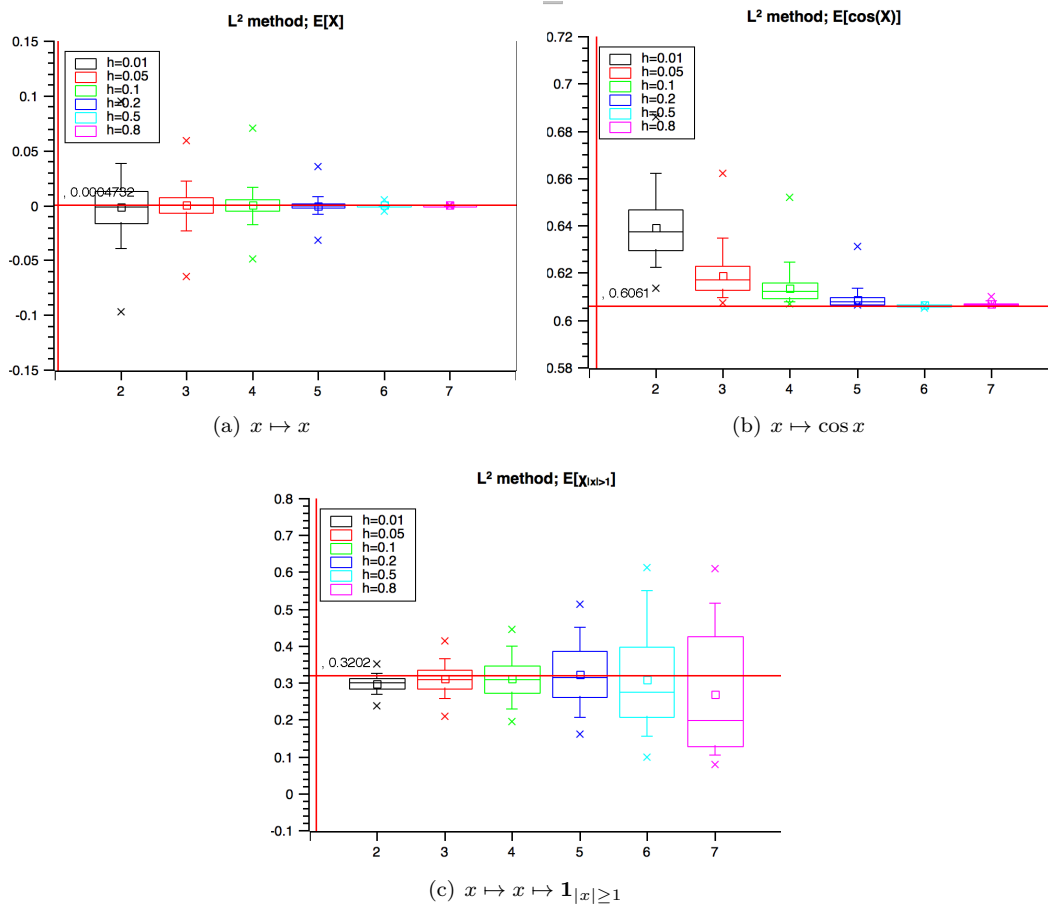 L² method; E[X]
0.15
0.1
0.05
0
-0.05
-0.1
-0.15
h=0.01
h=0.05
h=0.1
h=0.2
h=0.5
h=0.8
, 0.0004732
2 3 4 5 6 7
(a) x ↦ x
L² method; E[cos(X)]
0.72
0.7
0.68
0.66
0.64
0.62
0.6
0.58
h=0.01
h=0.05
h=0.1
h=0.2
h=0.5
h=0.8
, 0.6061
2 3 4 5 6 7
(b) x ↦ cos x
L² method; E[χ|x|>1]
0.8
0.7
0.6
0.5
0.4
0.3
0.2
0.1
0
-0.1
h=0.01
h=0.05
h=0.1
h=0.2
h=0.5
h=0.8
, 0.3202
2 3 4 5 6 7
(c) x ↦ x ↦ 1|x|≥1